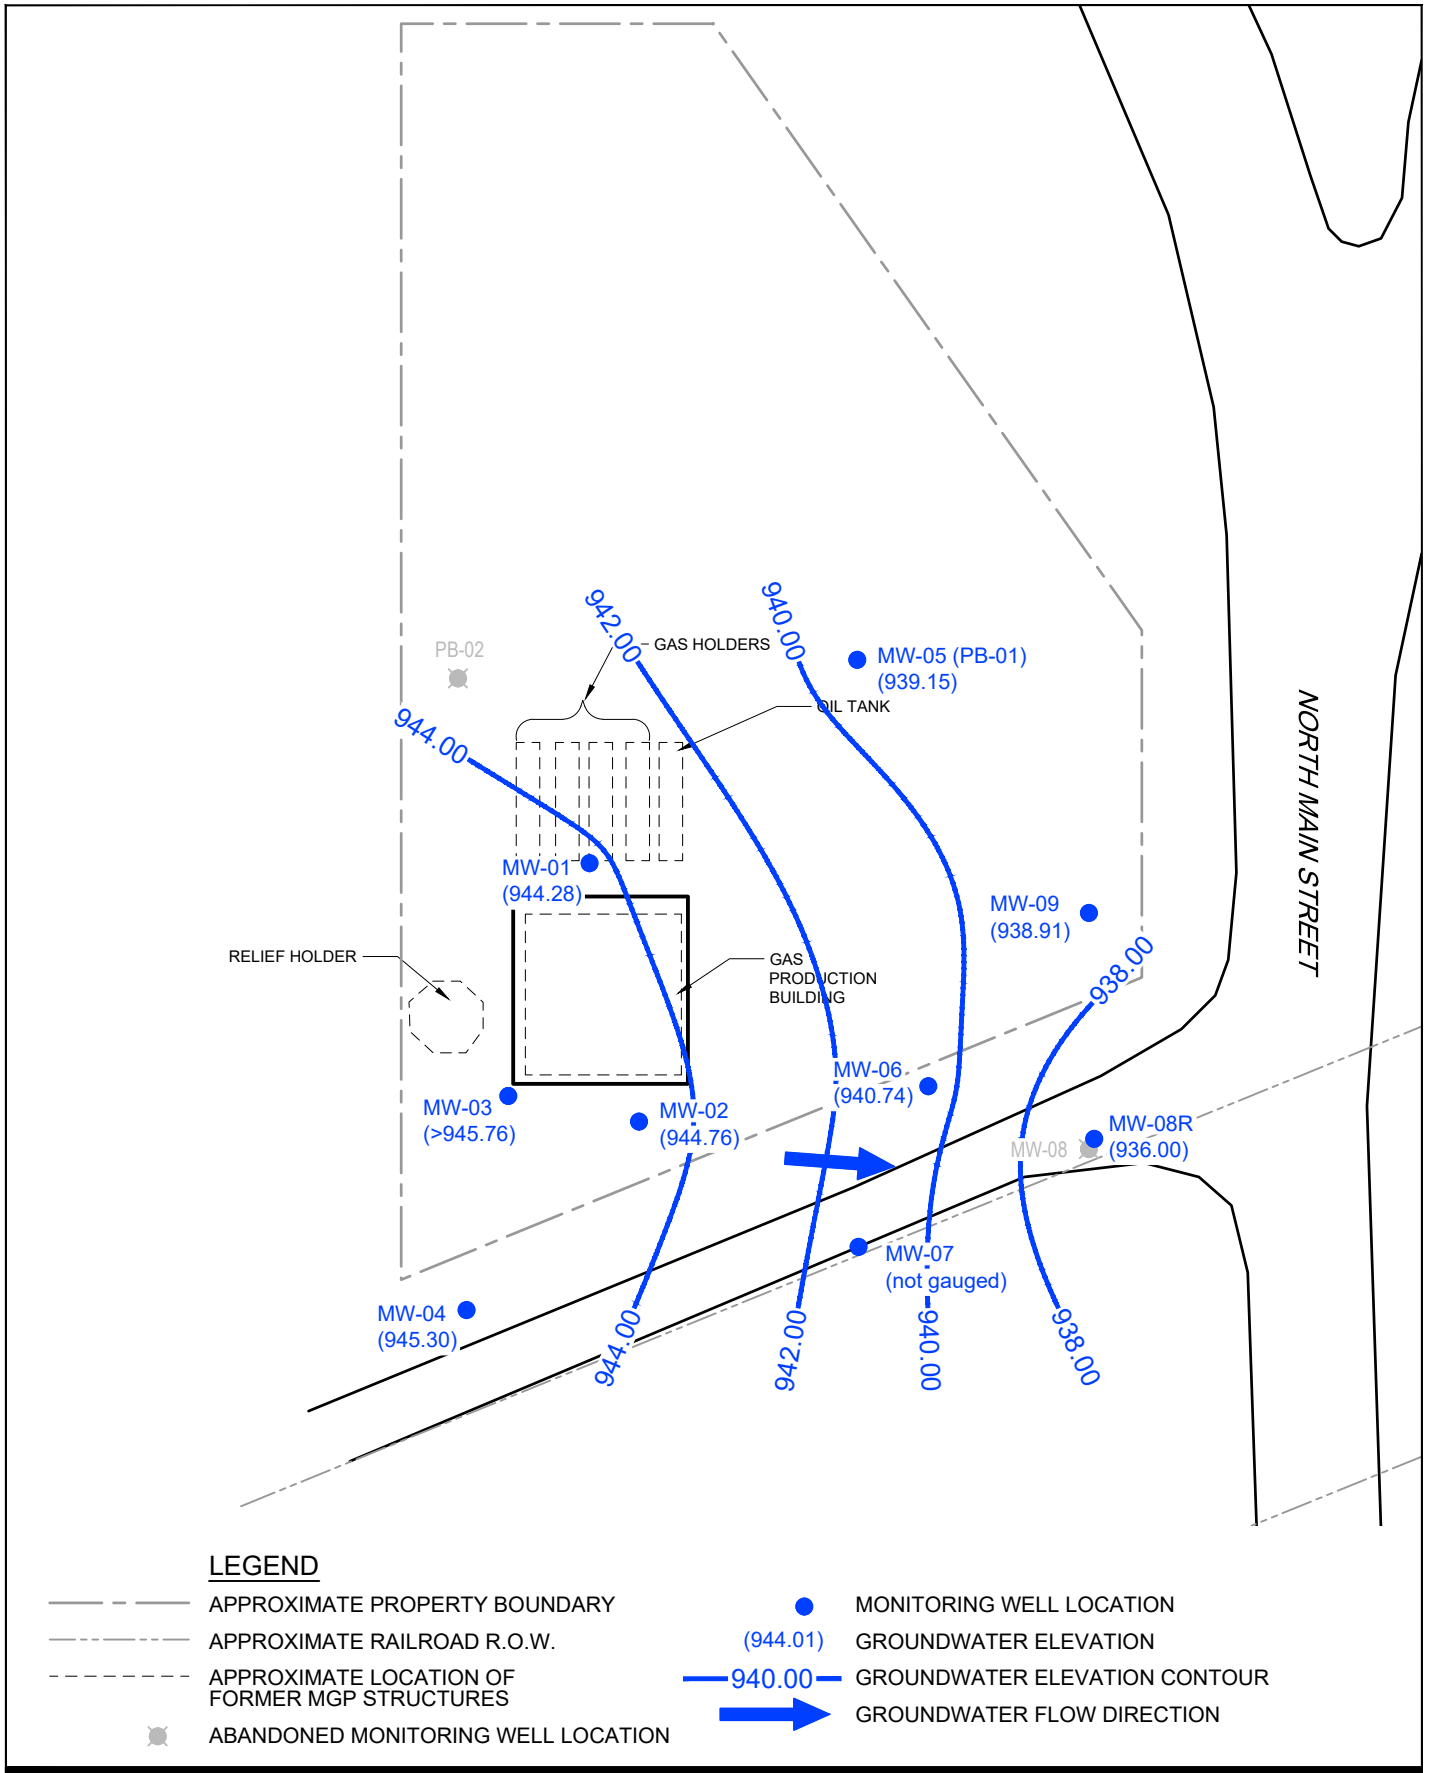 942.00
940.00
GAS HOLDERS
PB-02
MW-05 (PB-01)
(939.15)
OIL TANK
944.00
NORTH MAIN STREET
MW-01
(944.28)
MW-09
(938.91)
RELIEF HOLDER
GAS
PRODUCTION
BUILDING
938.00
MW-06
(940.74)
MW-03
(>945.76)
MW-02
(944.76)
MW-08
MW-08R
(936.00)
MW-07
(not gauged)
MW-04
(945.30)
944.00
942.00
940.00
938.00
LEGEND
APPROXIMATE PROPERTY BOUNDARY
APPROXIMATE RAILROAD R.O.W.
APPROXIMATE LOCATION OF
FORMER MGP STRUCTURES
ABANDONED MONITORING WELL LOCATION
MONITORING WELL LOCATION
(944.01) GROUNDWATER ELEVATION
940.00 GROUNDWATER ELEVATION CONTOUR
GROUNDWATER FLOW DIRECTION